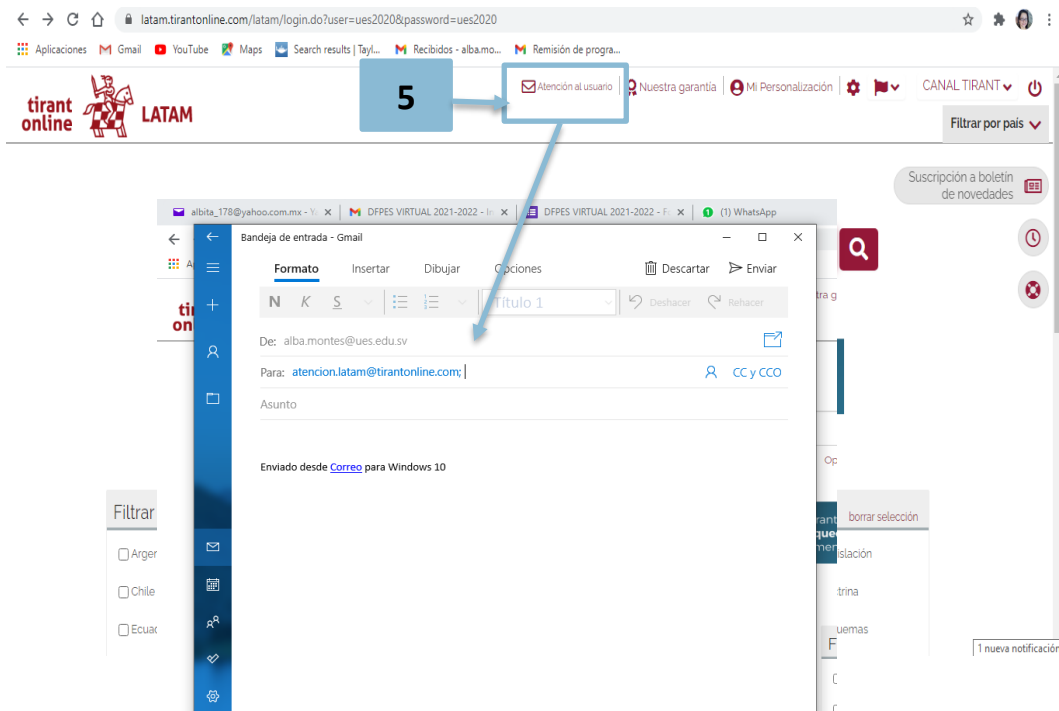 latam.tirantonline.com/latam/login.do?user=ues2020&password=ues2020
Aplicaciones Gmail YouTube Maps Search results | Tayl... Recibidos - alba.mo... Remisión de progra...
tirant online LATAM
5
Atención al usuario Nuestra garantía Mi Personalización CANAL TIRANT
Filtrar por país
Suscripción a boletín
de novedades
albita_178@yahoo.com.mx - Y DFPES VIRTUAL 2021-2022 - In DFPES VIRTUAL 2021-2022 - F (1) WhatsApp
Bandeja de entrada - Gmail
Formato Insertar Dibujar Opciones Descartar Enviar
N K S Título 1 Deshacer Rehacer
De: alba.montes@ues.edu.sv
Para: atencion.latam@tirantonline.com;
CC y CCO
Asunto
Enviado desde Correo para Windows 10
Filtrar
borrar selección
Argen
Chile
Ecuad
1 nueva notificación